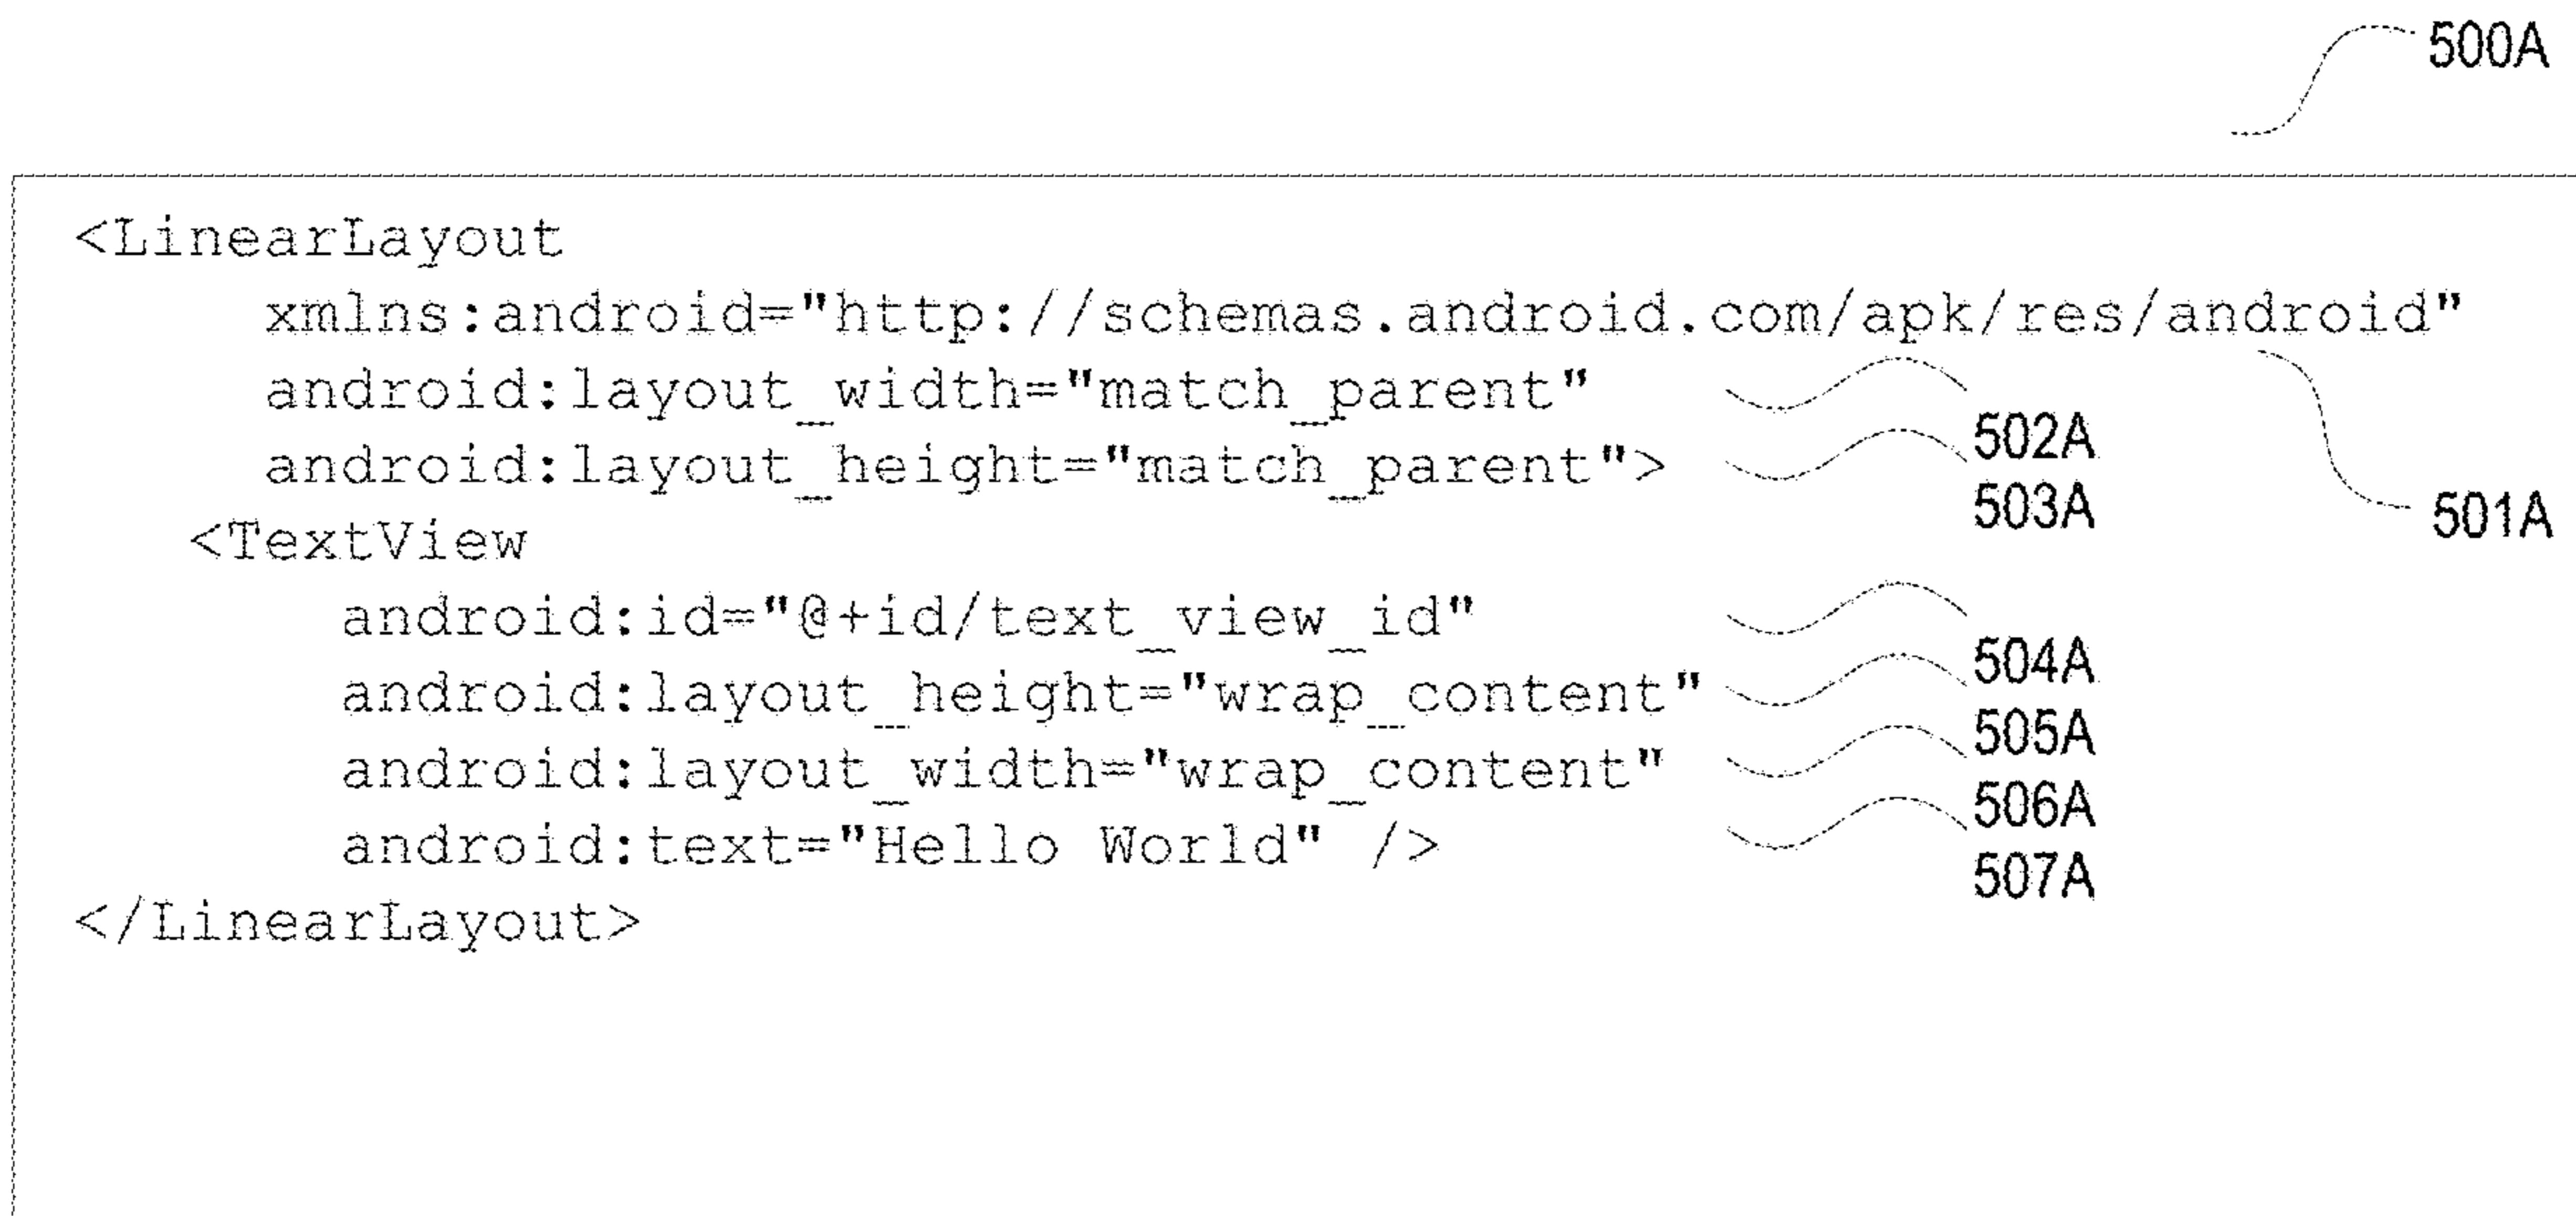 500A
<LinearLayout
xmlns:android="http://schemas.android.com/apk/res/android"
android:layout_width="match_parent"
502A
android:layout_height="match_parent">
503A
501A
<TextView
android:id="@+id/text_view_id"
504A
android:layout_height="wrap_content"
505A
android:layout_width="wrap_content"
506A
android:text="Hello World" />
507A
</LinearLayout>